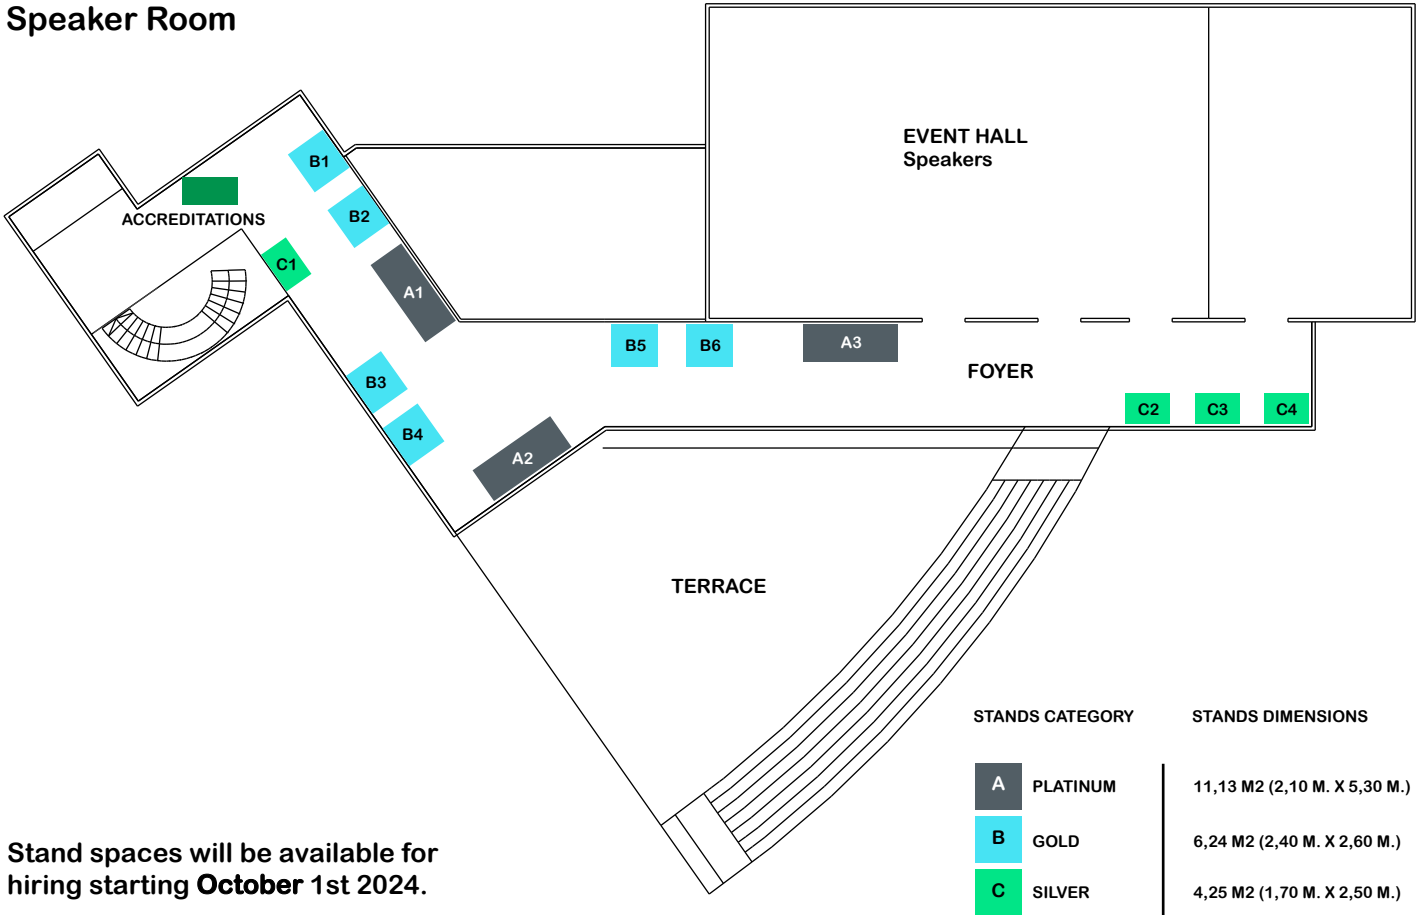 Speaker Room
EVENT HALL
Speakers
B1
B2
ACCREDITATIONS
C1
A1
B5
B6
A3
FOYER
B3
B4
A2
C2
C3
C4
TERRACE
STANDS CATEGORY
STANDS DIMENSIONS
A PLATINUM 11,13 M2 (2,10 M. X 5,30 M.)
B GOLD 6,24 M2 (2,40 M. X 2,60 M.)
C SILVER 4,25 M2 (1,70 M. X 2,50 M.)
Stand spaces will be available for
hiring starting October 1st 2024.